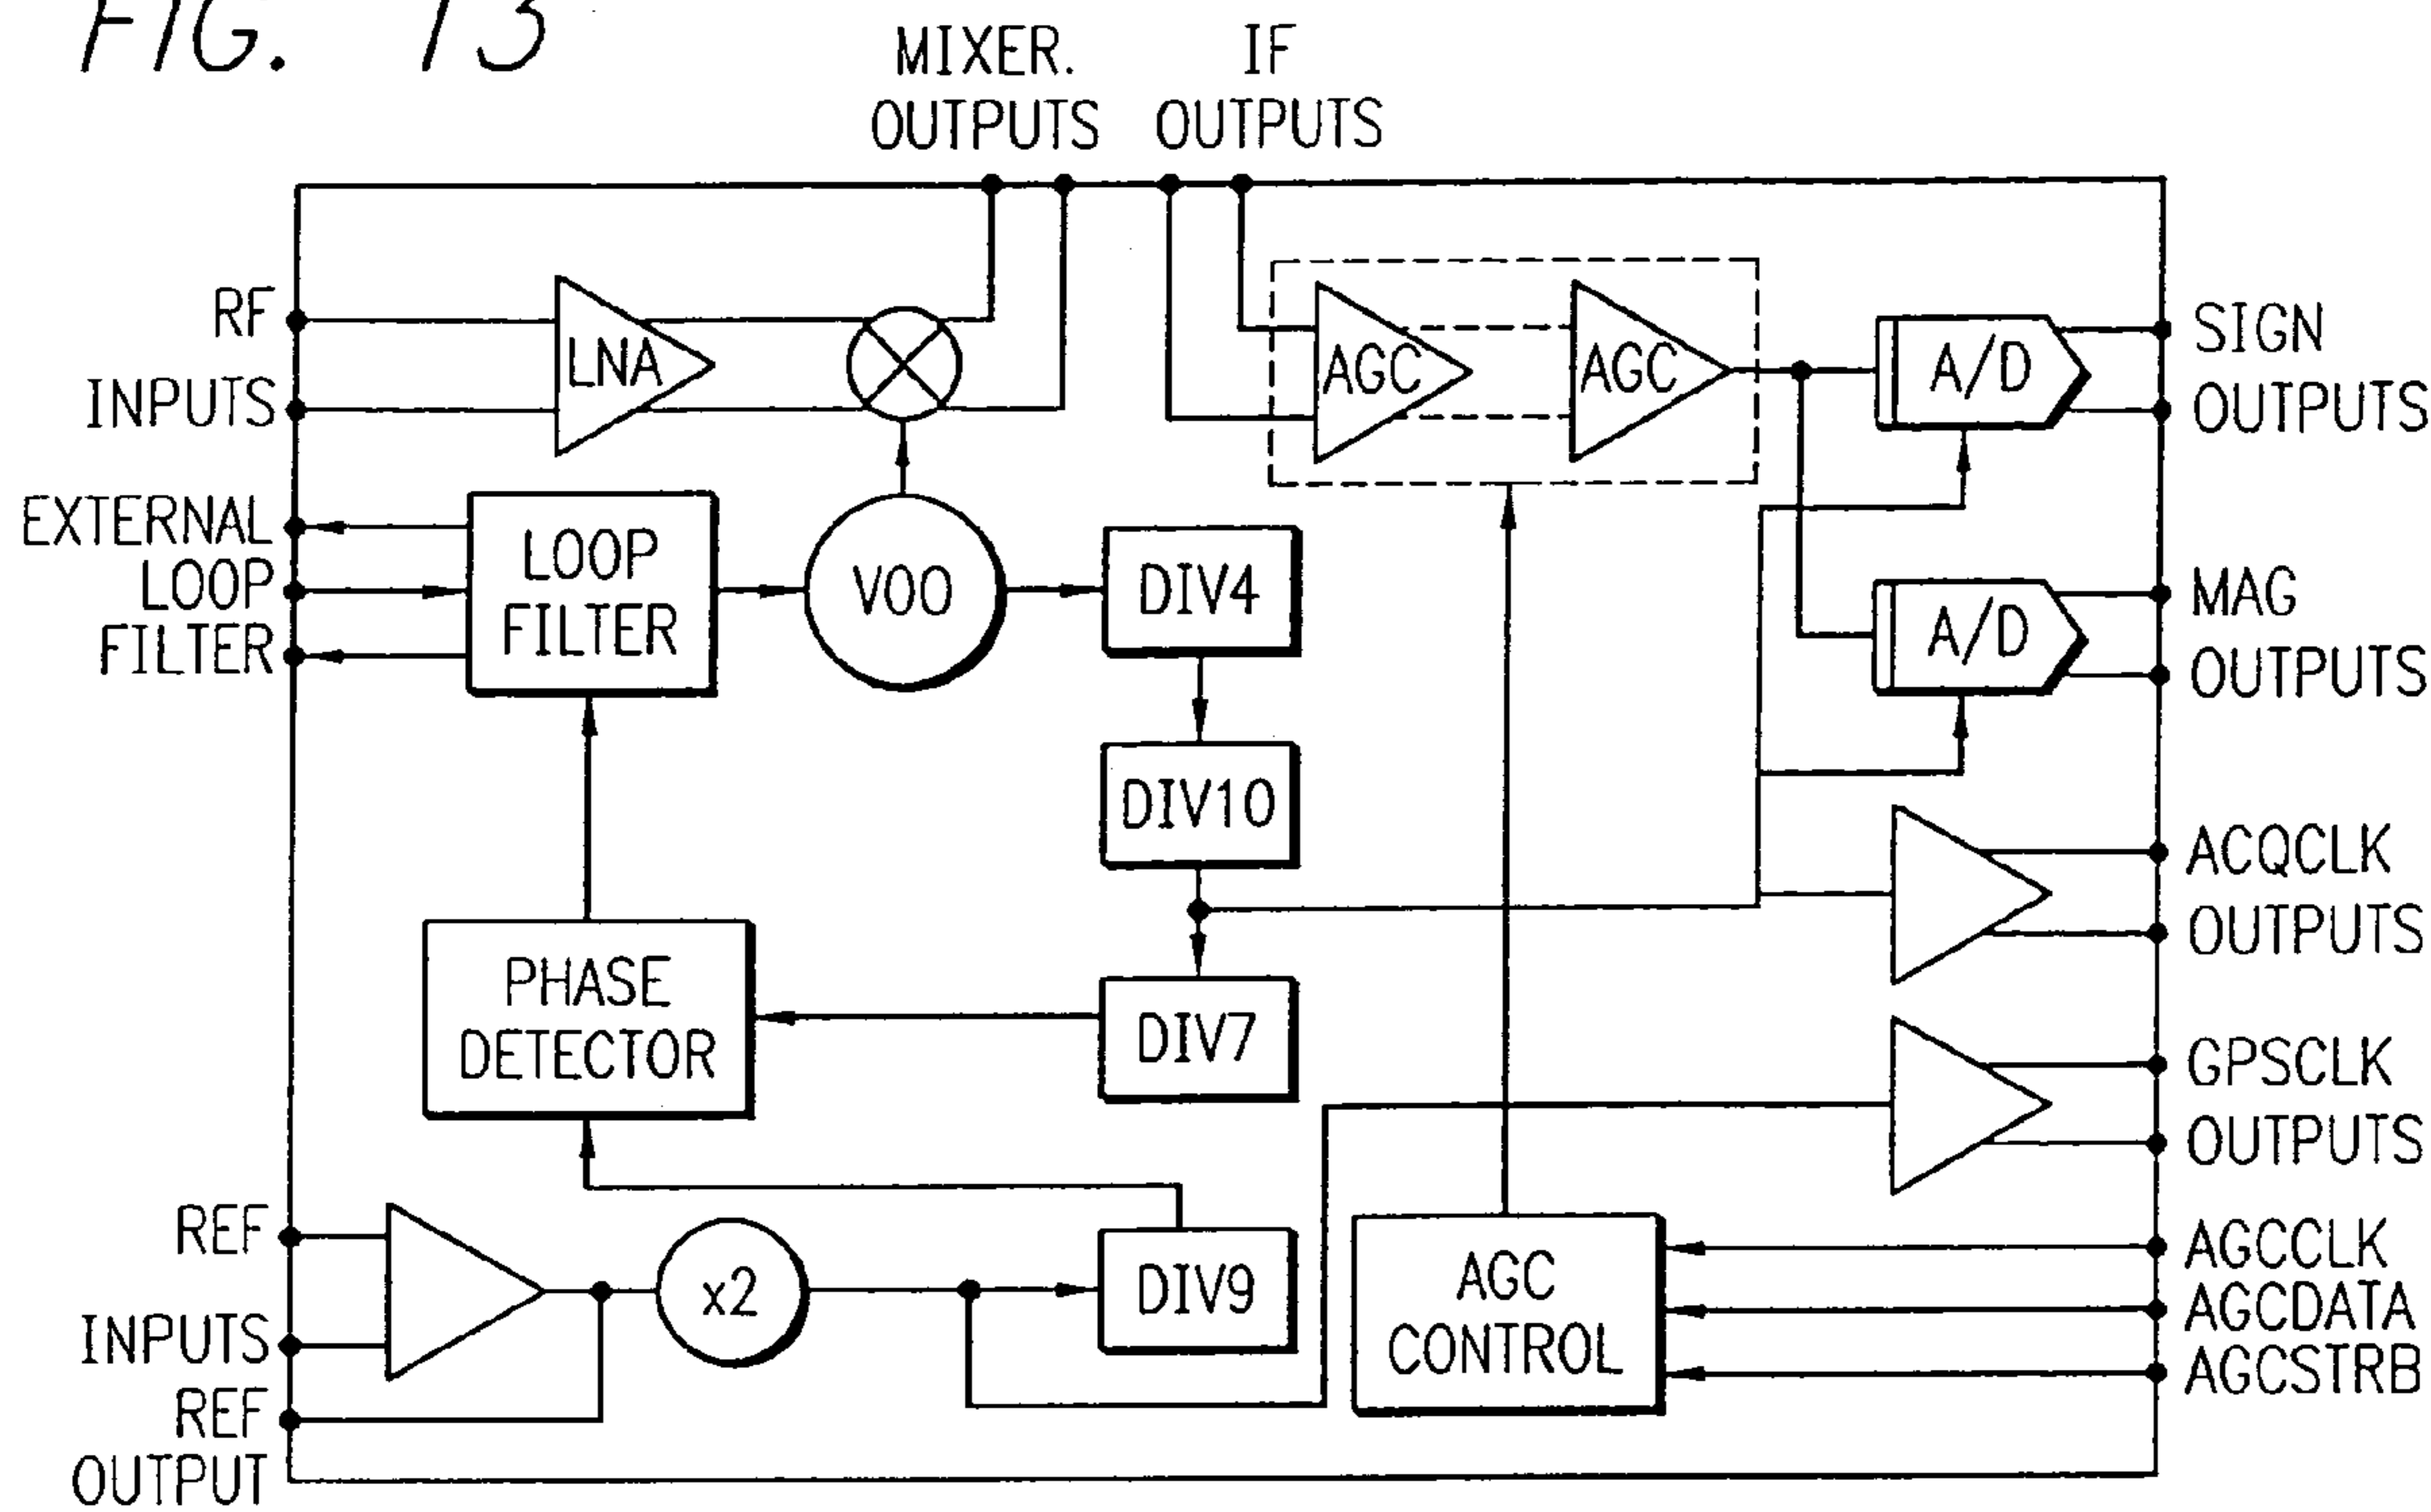 FIG. 13
MIXER.
OUTPUTS
IF
OUTPUTS
RF
INPUTS
LNA
AGC
AGC
A/D
SIGN
OUTPUTS
EXTERNAL
LOOP
FILTER
LOOP
FILTER
VOO
DIV4
A/D
MAG
OUTPUTS
DIV10
ACQCLK
OUTPUTS
PHASE
DETECTOR
DIV7
GPSCLK
OUTPUTS
REF
INPUTS
x2
DIV9
AGC
CONTROL
AGCCLK
AGCDATA
AGCSTRB
REF
OUTPUT